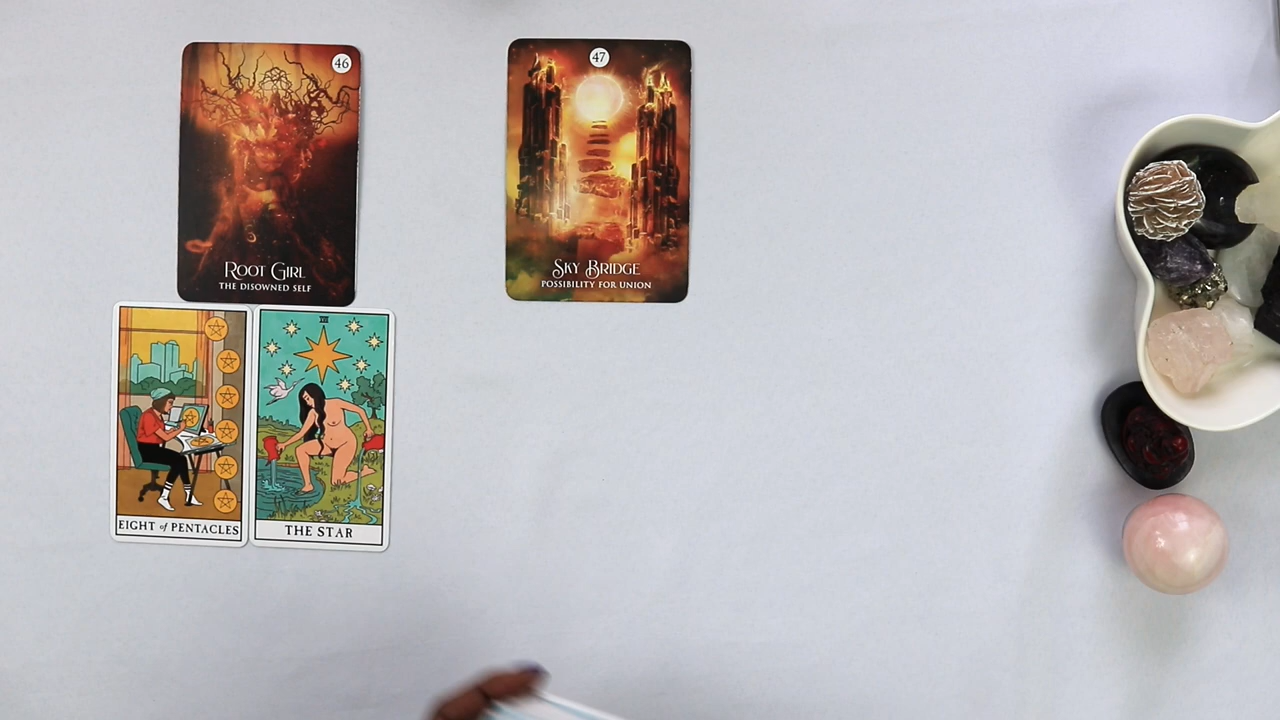 46
ROOT GIRL
THE DISOWNED SELF
47
SKY BRIDGE
POSSIBILITY FOR UNION
EIGHT of PENTACLES
XVII
THE STAR